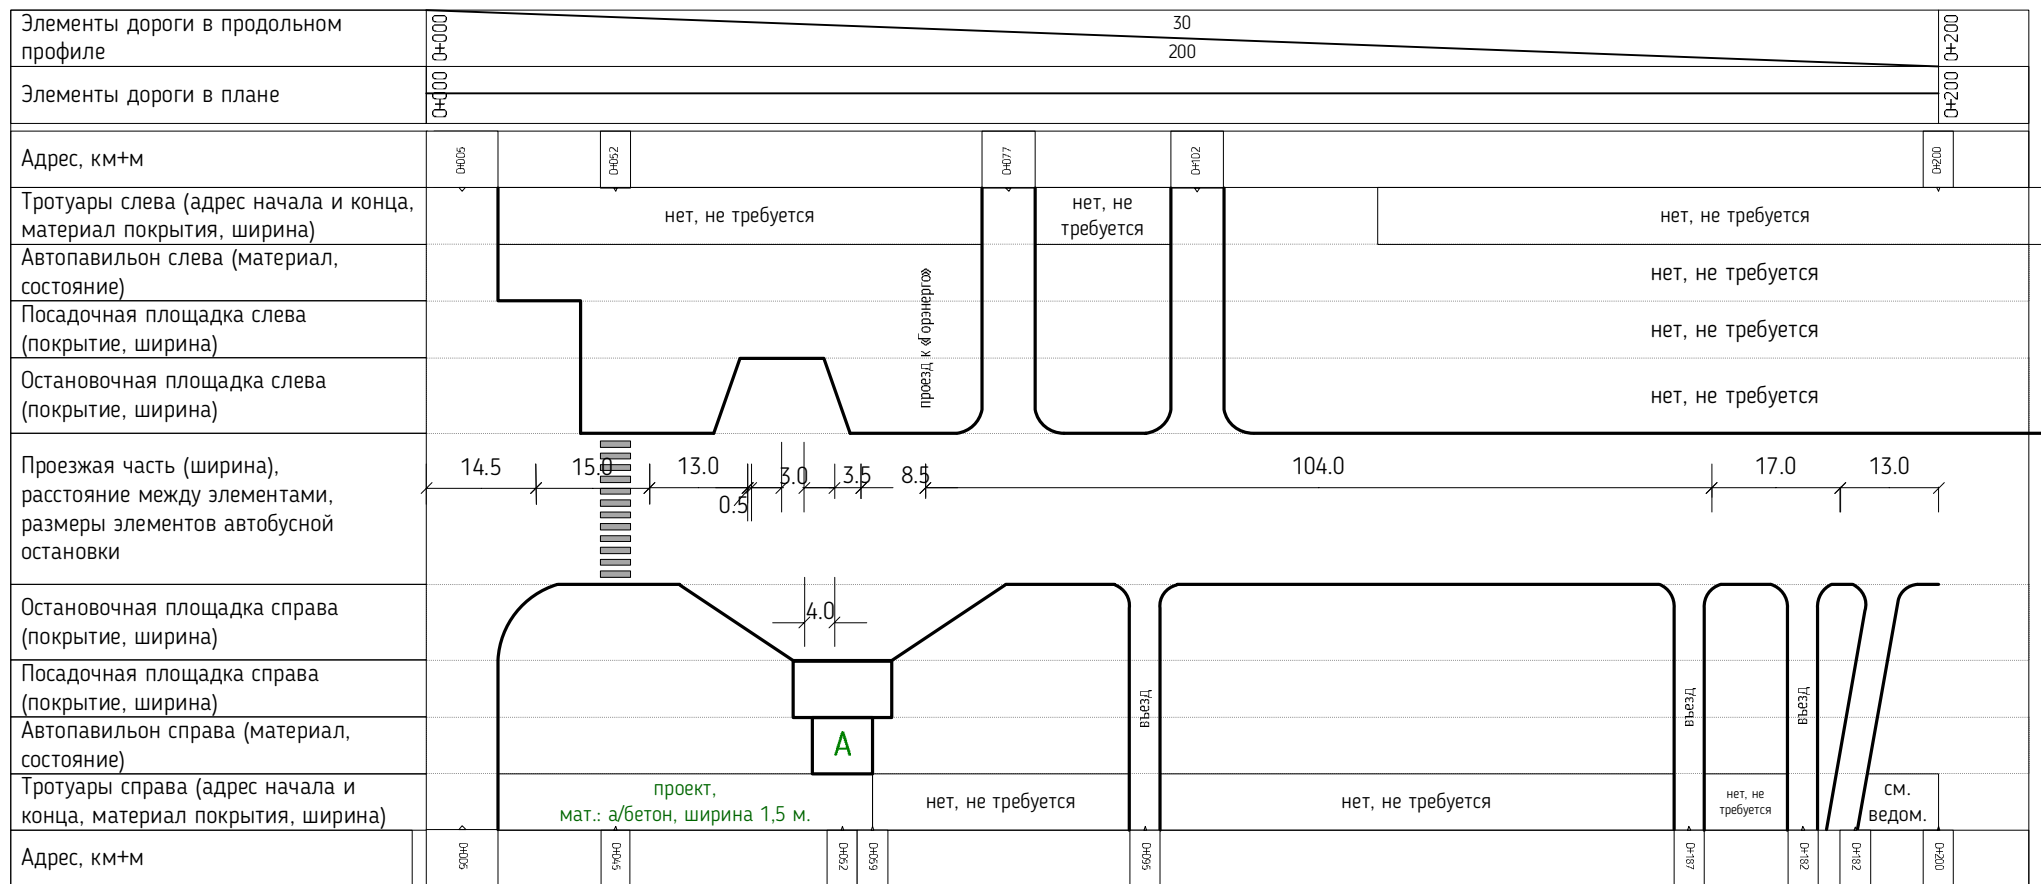 Элементы дороги в продольном
профиле
0+000
30
200
0+200
Элементы дороги в плане
0+000
0+200
Адрес, км+м
0+005
0+052
0+077
0+102
0+200
Тротуары слева (адрес начала и конца,
материал покрытия, ширина)
нет, не требуется
нет, не
требуется
нет, не требуется
Автопавильон слева (материал,
состояние)
нет, не требуется
Посадочная площадка слева
(покрытие, ширина)
нет, не требуется
проезд к «Горэнерго»
Остановочная площадка слева
(покрытие, ширина)
нет, не требуется
Проезжая часть (ширина),
расстояние между элементами,
размеры элементов автобусной
остановки
14.5
15.0
13.0
0.5
3.0
3.5
8.5
104.0
17.0
13.0
Остановочная площадка справа
(покрытие, ширина)
4.0
Посадочная площадка справа
(покрытие, ширина)
въезд
въезд
въезд
Автопавильон справа (материал,
состояние)
А
Тротуары справа (адрес начала и
конца, материал покрытия, ширина)
проект,
мат.: а/бетон, ширина 1,5 м.
нет, не требуется
нет, не требуется
нет, не
требуется
см.
ведом.
Адрес, км+м
0+045
0+062
0+069
0+095
0+187
0+182
0+182
0+200